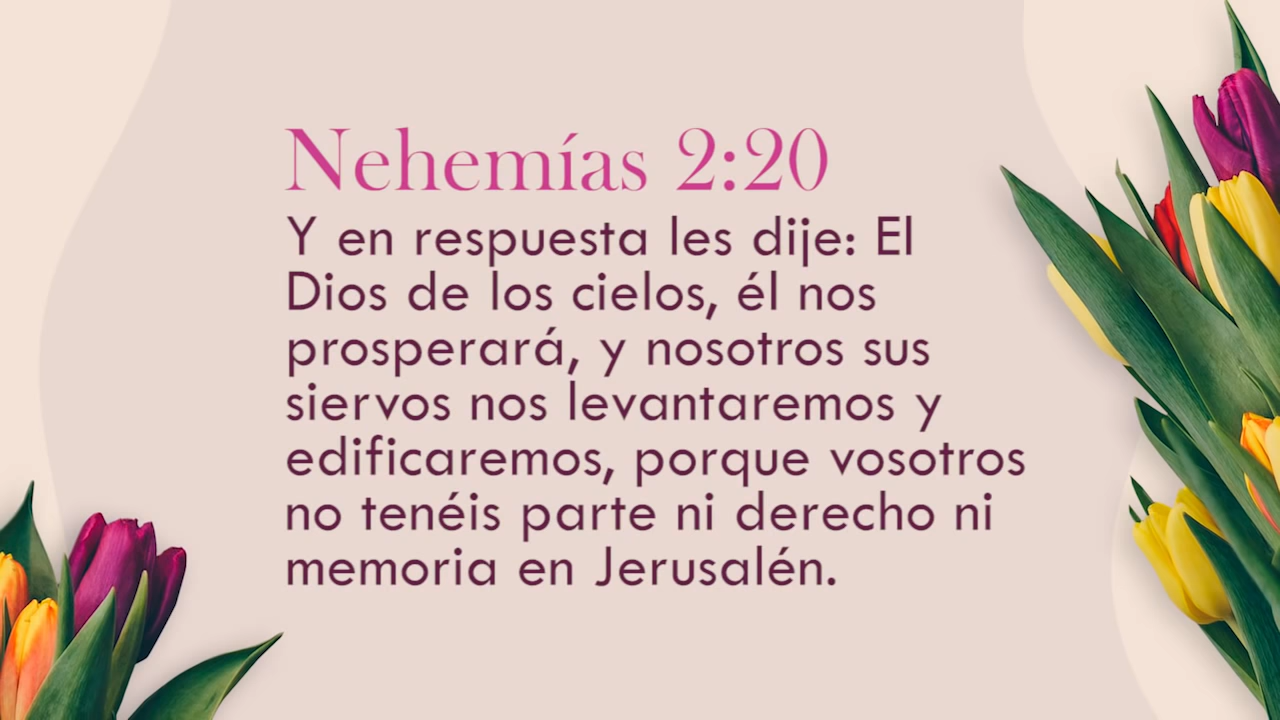 Nehemías 2:20
Y en respuesta les dije: El
Dios de los cielos, él nos
prosperará, y nosotros sus
siervos nos levantaremos y
edificaremos, porque vosotros
no tenéis parte ni derecho ni
memoria en Jerusalén.